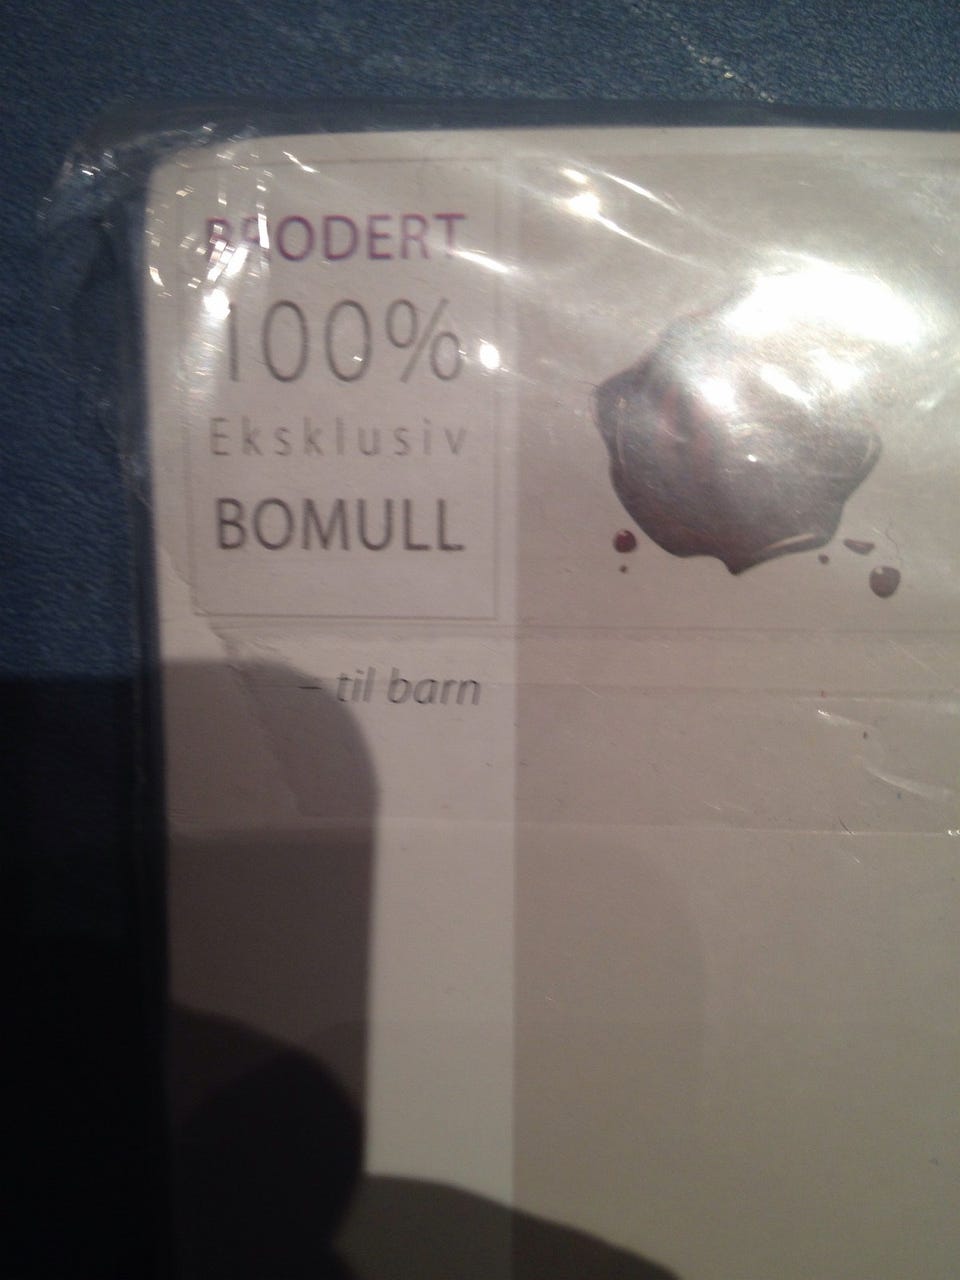 BRODERT
100%
Eksklusiv
BOMULL
– til barn